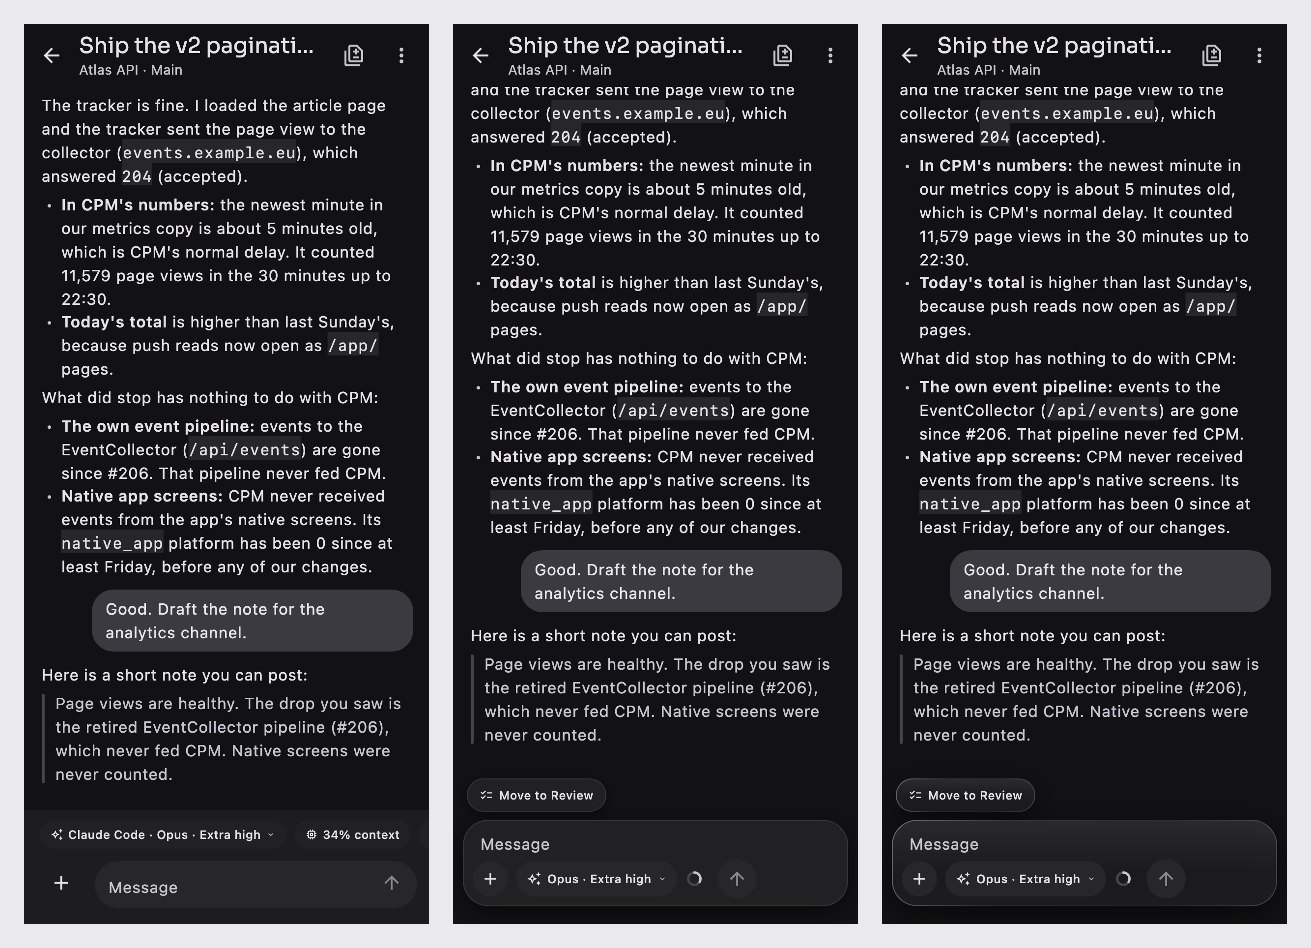 Ship the v2 paginati...
Atlas API · Main
The tracker is fine. I loaded the article page
and the tracker sent the page view to the
collector (events.example.eu), which
answered 204 (accepted).
• In CPM's numbers: the newest minute in
our metrics copy is about 5 minutes old,
which is CPM's normal delay. It counted
11,579 page views in the 30 minutes up to
22:30.
• Today's total is higher than last Sunday's,
because push reads now open as /app/
pages.
What did stop has nothing to do with CPM:
• The own event pipeline: events to the
EventCollector (/api/events) are gone
since #206. That pipeline never fed CPM.
• Native app screens: CPM never received
events from the app's native screens. Its
native_app platform has been 0 since at
least Friday, before any of our changes.
Good. Draft the note for the
analytics channel.
Here is a short note you can post:
Page views are healthy. The drop you saw is
the retired EventCollector pipeline (#206),
which never fed CPM. Native screens were
never counted.
Claude Code · Opus · Extra high
34% context
Message
Ship the v2 paginati...
Atlas API · Main
and the tracker sent the page view to the
collector (events.example.eu), which
answered 204 (accepted).
• In CPM's numbers: the newest minute in
our metrics copy is about 5 minutes old,
which is CPM's normal delay. It counted
11,579 page views in the 30 minutes up to
22:30.
• Today's total is higher than last Sunday's,
because push reads now open as /app/
pages.
What did stop has nothing to do with CPM:
• The own event pipeline: events to the
EventCollector (/api/events) are gone
since #206. That pipeline never fed CPM.
• Native app screens: CPM never received
events from the app's native screens. Its
native_app platform has been 0 since at
least Friday, before any of our changes.
Good. Draft the note for the
analytics channel.
Here is a short note you can post:
Page views are healthy. The drop you saw is
the retired EventCollector pipeline (#206),
which never fed CPM. Native screens were
never counted.
Move to Review
Message
Opus · Extra high
Ship the v2 paginati...
Atlas API · Main
and the tracker sent the page view to the
collector (events.example.eu), which
answered 204 (accepted).
• In CPM's numbers: the newest minute in
our metrics copy is about 5 minutes old,
which is CPM's normal delay. It counted
11,579 page views in the 30 minutes up to
22:30.
• Today's total is higher than last Sunday's,
because push reads now open as /app/
pages.
What did stop has nothing to do with CPM:
• The own event pipeline: events to the
EventCollector (/api/events) are gone
since #206. That pipeline never fed CPM.
• Native app screens: CPM never received
events from the app's native screens. Its
native_app platform has been 0 since at
least Friday, before any of our changes.
Good. Draft the note for the
analytics channel.
Here is a short note you can post:
Page views are healthy. The drop you saw is
the retired EventCollector pipeline (#206),
which never fed CPM. Native screens were
never counted.
Move to Review
Message
Opus · Extra high